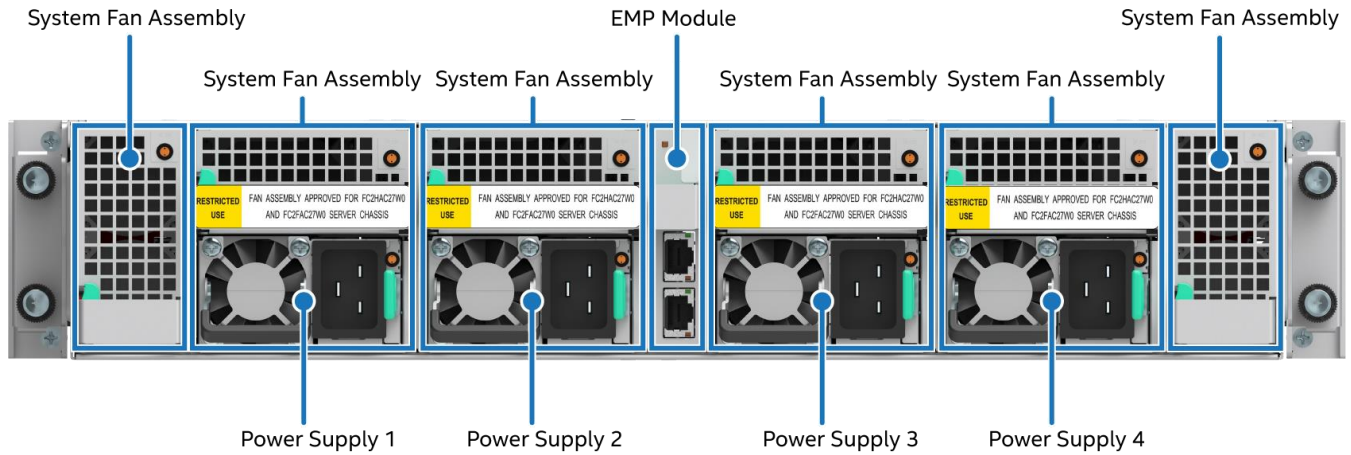 System Fan Assembly
EMP Module
System Fan Assembly
System Fan Assembly
System Fan Assembly
System Fan Assembly
System Fan Assembly
RESTRICTED
USE
FAN ASSEMBLY APPROVED FOR FC2HAC27W0
AND FC2FAC27W0 SERVER CHASSIS
RESTRICTED
USE
FAN ASSEMBLY APPROVED FOR FC2HAC27W0
AND FC2FAC27W0 SERVER CHASSIS
RESTRICTED
USE
FAN ASSEMBLY APPROVED FOR FC2HAC27W0
AND FC2FAC27W0 SERVER CHASSIS
RESTRICTED
USE
FAN ASSEMBLY APPROVED FOR FC2HAC27W0
AND FC2FAC27W0 SERVER CHASSIS
Power Supply 1
Power Supply 2
Power Supply 3
Power Supply 4